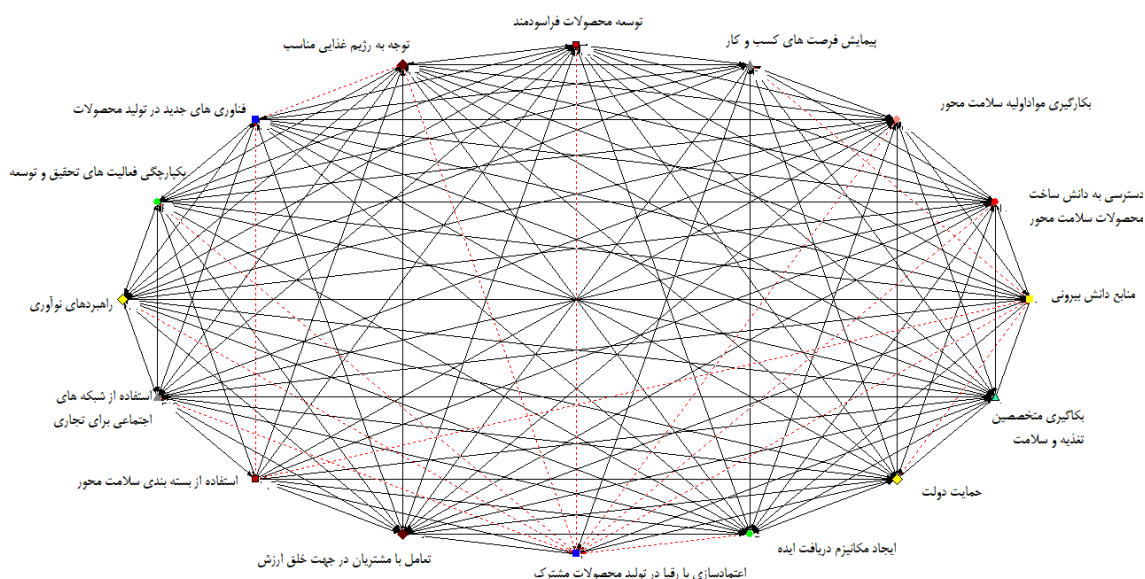 توسعه محصولات فراسودمند
پیمایش فرصت های کسب و کار
توجه به رژیم غذایی مناسب
بکارگیری مواداولیه سلامت محور
فناوری های جدید در تولید محصولات
دسترسی به دانش ساخت
محصولات سلامت محور
یکپارچگی فعالیت های تحقیق و توسعه
منابع دانش بیرونی
راهبردهای نوآوری
بکاگیری متخصصین
تغذیه و سلامت
استفاده از شبکه های
اجتماعی برای تجاری
حمایت دولت
استفاده از بسته بندی سلامت محور
ایجاد مکانیزم دریافت ایده
تعامل با مشتریان در جهت خلق ارزش
اعتمادسازی با رقبا در تولید محصولات مشترک